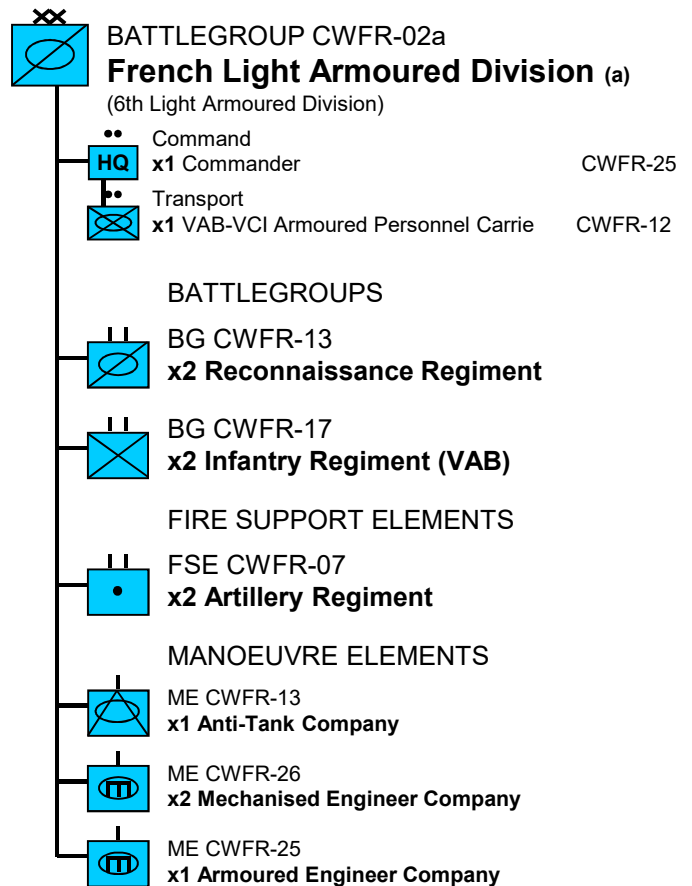 BATTLEGROUP CWFR-02a
French Light Armoured Division (a)
(6th Light Armoured Division)
Command
HQ x1 Commander CWFR-25
Transport
x1 VAB-VCI Armoured Personnel Carrie CWFR-12
BATTLEGROUPS
BG CWFR-13
x2 Reconnaissance Regiment
BG CWFR-17
x2 Infantry Regiment (VAB)
FIRE SUPPORT ELEMENTS
FSE CWFR-07
x2 Artillery Regiment
MANOEUVRE ELEMENTS
ME CWFR-13
x1 Anti-Tank Company
ME CWFR-26
x2 Mechanised Engineer Company
ME CWFR-25
x1 Armoured Engineer Company